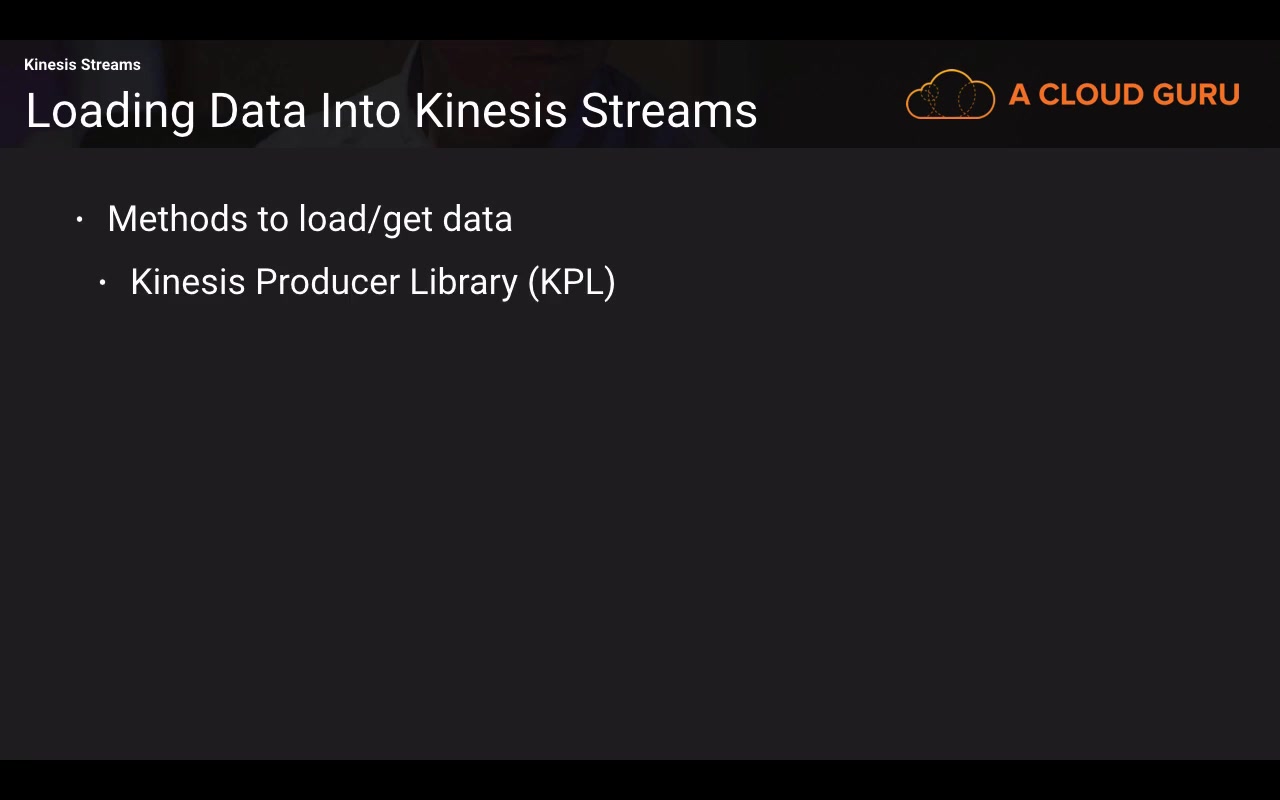 Kinesis Streams
Loading Data Into Kinesis Streams
A CLOUD GURU
• Methods to load/get data
• Kinesis Producer Library (KPL)